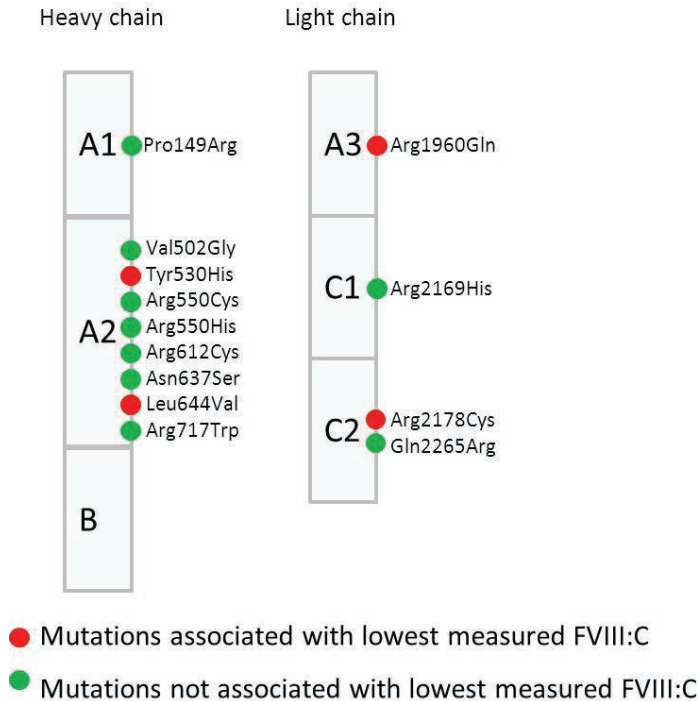 Heavy chain
Light chain
A1
Pro149Arg
A2
Val502Gly
Tyr530His
Arg550Cys
Arg550His
Arg612Cys
Asn637Ser
Leu644Val
Arg717Trp
B
A3
Arg1960Gln
C1
Arg2169His
C2
Arg2178Cys
Gln2265Arg
Mutations associated with lowest measured FVIII:C
Mutations not associated with lowest measured FVIII:C